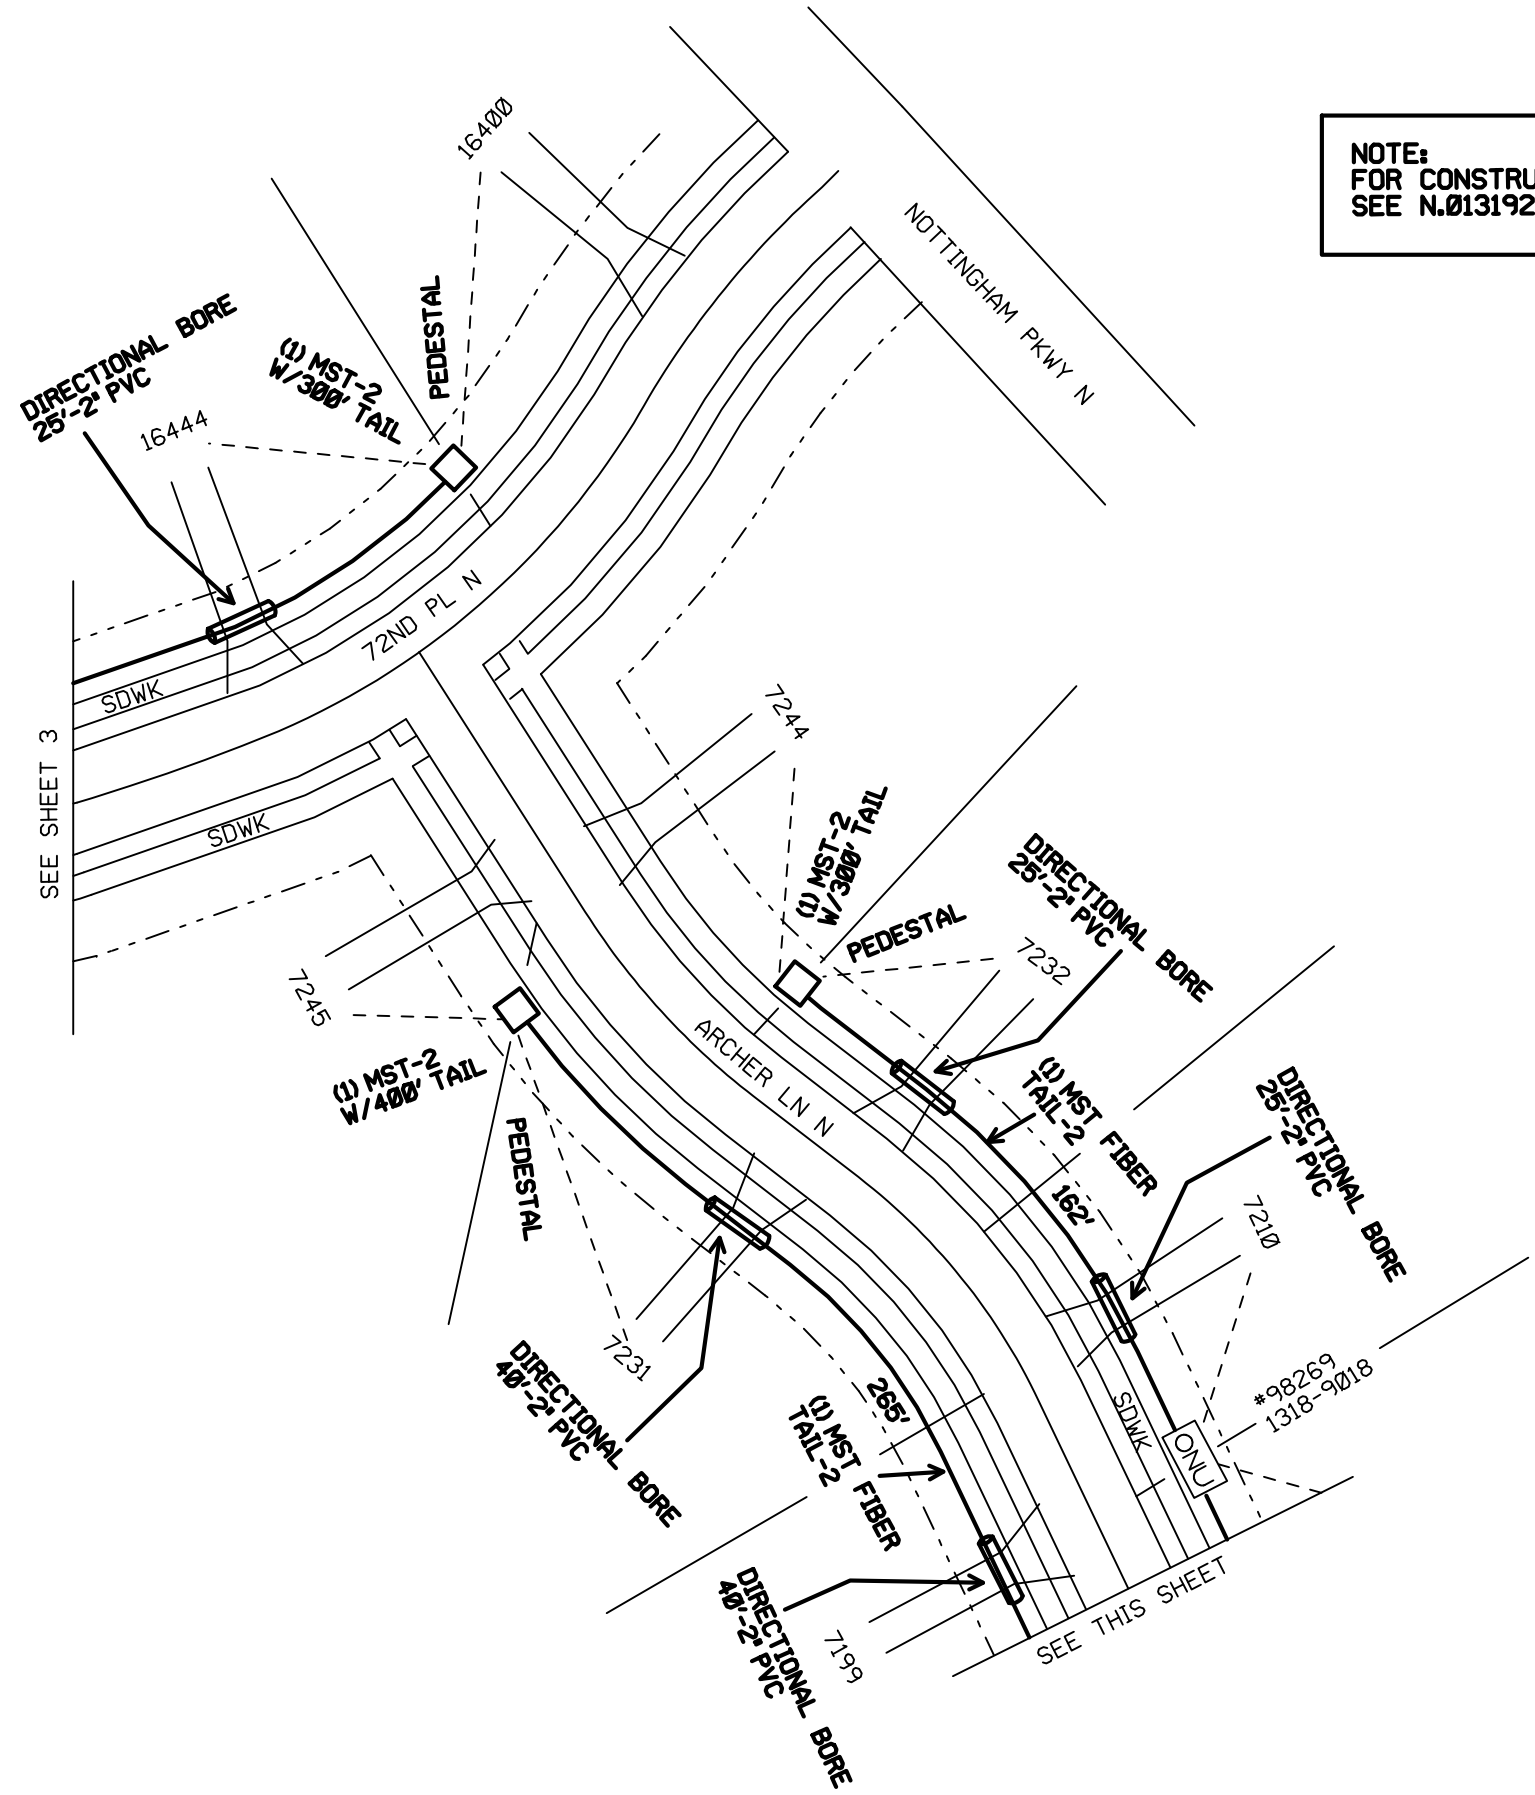 16400
NOTE:
FOR CONSTRU
SEE N.013192
NOTTINGHAM PKWY N
PEDESTAL
DIRECTIONAL BORE
25'-2" PVC
(1) MST-2
W/300' TAIL
16444
72ND PL N
SDWK
SEE SHEET 3
SDWK
7244
(1) MST-2
W/300' TAIL
PEDESTAL
DIRECTIONAL BORE
25'-2" PVC
7232
7245
ARCHER LN N
(1) MST-2
W/400' TAIL
PEDESTAL
(1) MST FIBER
TAIL-2
162'
DIRECTIONAL BORE
25'-2" PVC
7210
7231
DIRECTIONAL BORE
40'-2" PVC
265'
(1) MST FIBER
TAIL-2
SDWK
#98269
1318-9018
ONU
DIRECTIONAL BORE
40'-2" PVC
7199
SEE THIS SHEET